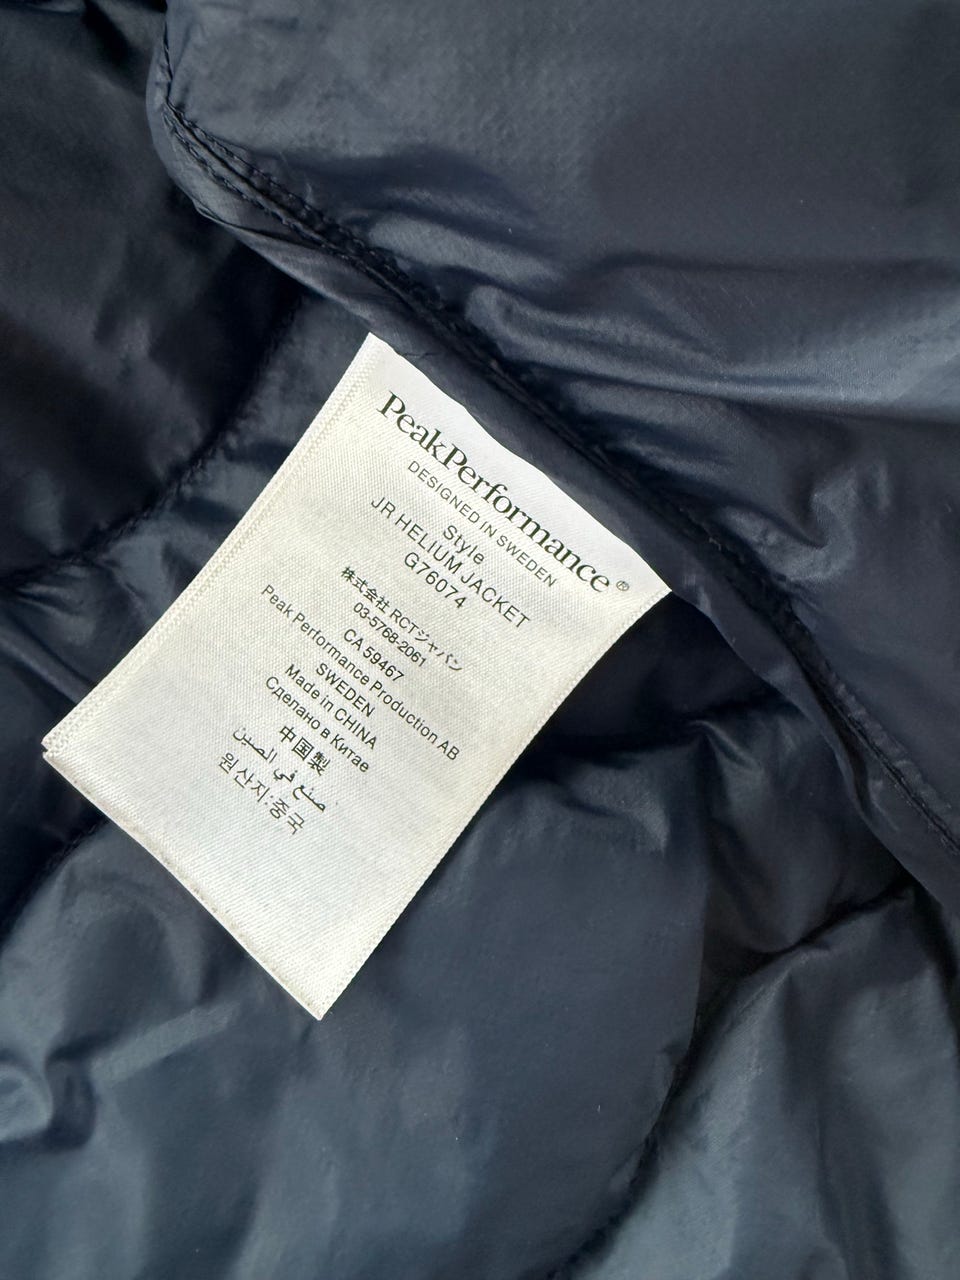 PeakPerformance®
DESIGNED IN SWEDEN
Style
JR HELIUM JACKET
G76074
株式会社 RCTジャパン
03-5768-2061
CA 59467
Peak Performance Production AB
SWEDEN
Made in CHINA
Сделано в Китае
中国製
صنع في الصين
원산지:중국